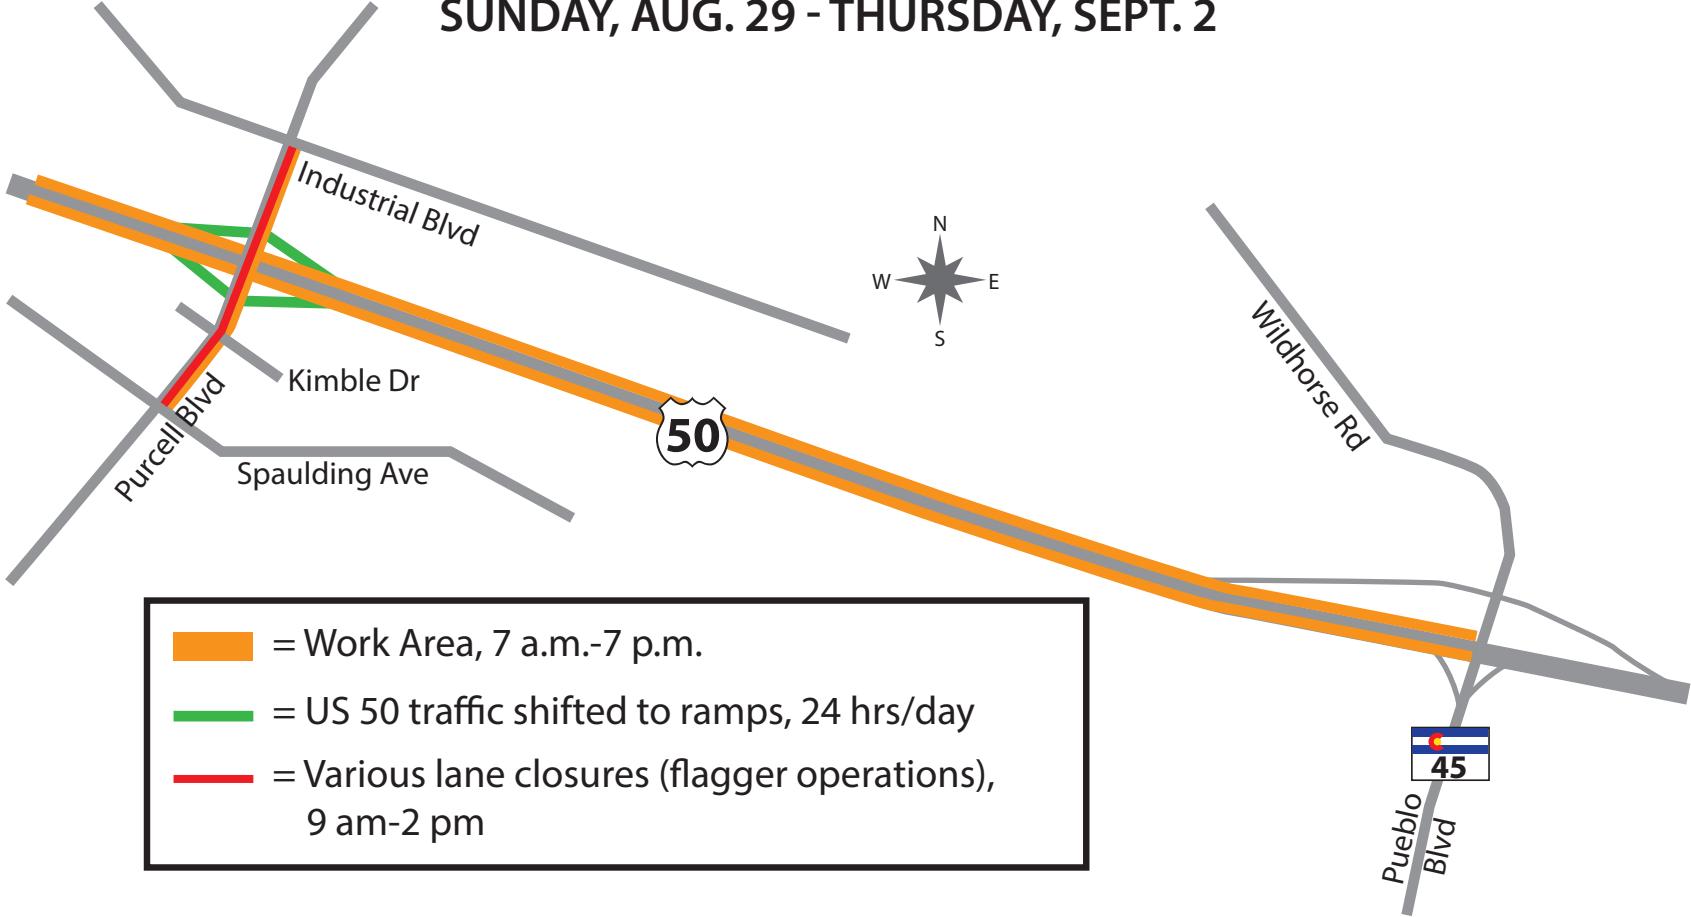 SUNDAY, AUG. 29 - THURSDAY, SEPT. 2
Industrial Blvd
N
W
E
S
Wildhorse Rd
Kimble Dr
Purcell Blvd
50
Spaulding Ave
= Work Area, 7 a.m.-7 p.m.
= US 50 traffic shifted to ramps, 24 hrs/day
= Various lane closures (flagger operations),
9 am-2 pm
45
Pueblo
Blvd